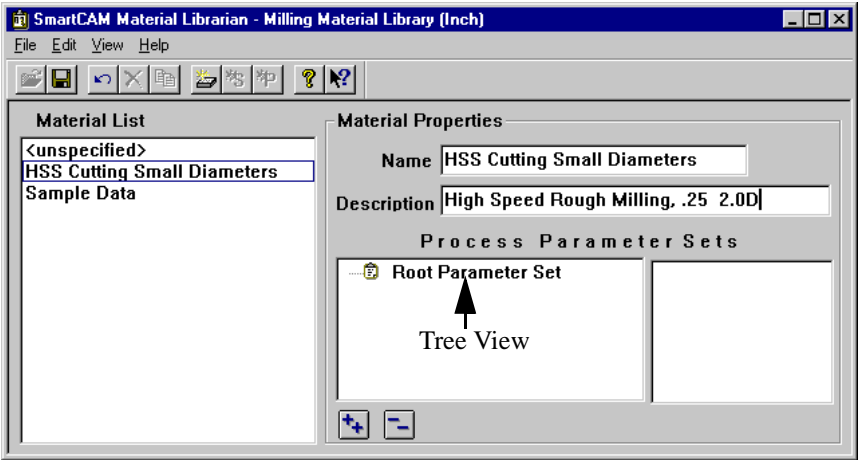 SmartCAM Material Librarian - Milling Material Library (Inch)
File Edit View Help
*S *P ? ?
Material List
<unspecified>
HSS Cutting Small Diameters
Sample Data
Material Properties
Name HSS Cutting Small Diameters
Description High Speed Rough Milling, .25 2.0D
Process Parameter Sets
Root Parameter Set
Tree View